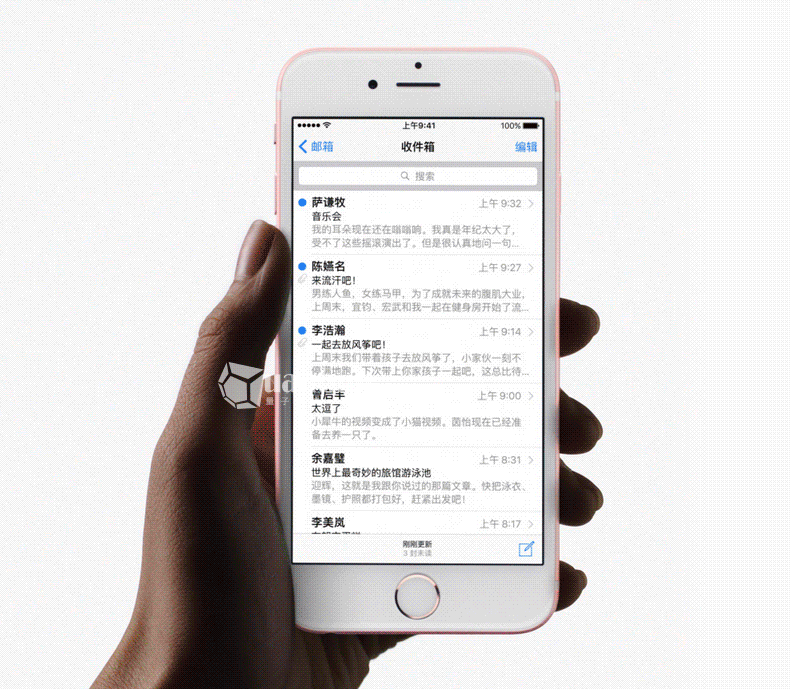 上午9:41
100%
邮箱
收件箱
编辑
搜索
萨谦牧
上午 9:32
音乐会
我的耳朵现在还在嗡嗡响。我真是年纪太大了，
受不了这些摇滚演出了。但是很认真地问一句...
陈嬿名
上午 9:27
来流汗吧！
男练人鱼，女练马甲，为了成就未来的腹肌大业，
上周末，宜钧、宏武和我一起在健身房开始了流...
李浩瀚
上午 9:14
一起去放风筝吧！
上周末我们带着孩子去放风筝了，小家伙一刻不
停满地跑。下次带上你家孩子一起吧，这总比待...
曾启丰
上午 9:00
太逗了
小犀牛的视频变成了小猫视频。茵怡现在已经准
备去养一只了。
余嘉璧
上午 8:31
世界上最奇妙的旅馆游泳池
迎辉，这就是我跟你说过的那篇文章。快把泳衣、
墨镜、护照都打包好，赶紧出发吧！
李美岚
上午 8:17
刚刚更新
3 封未读